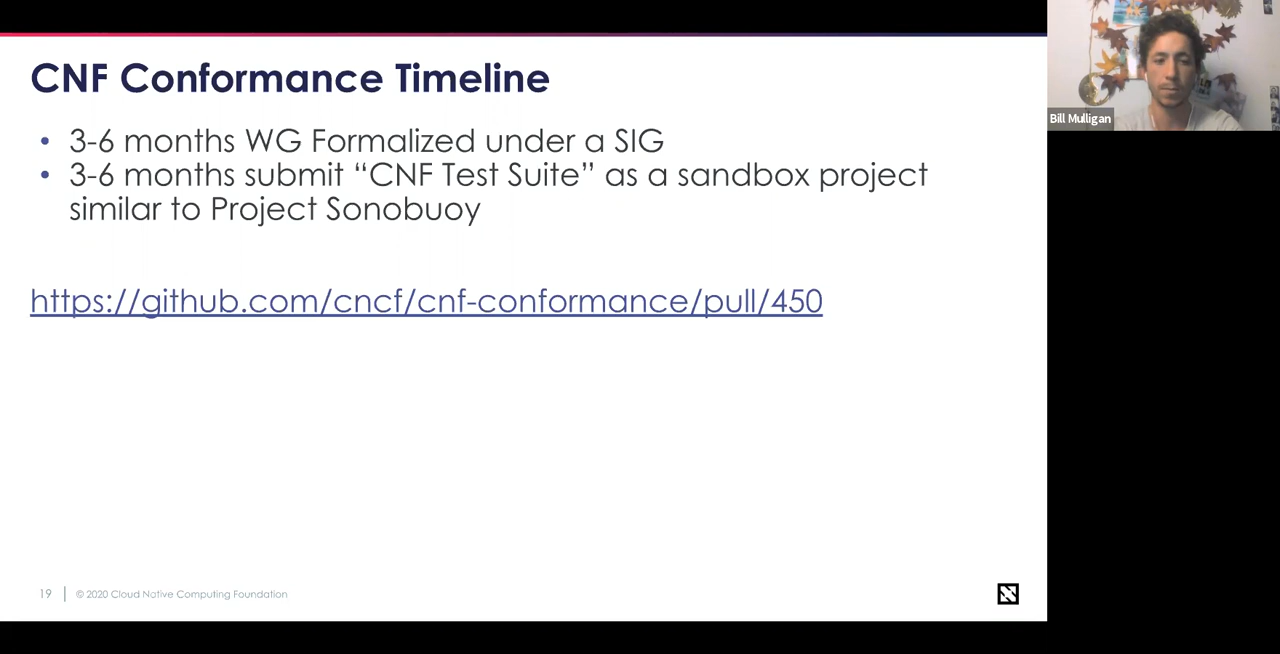 CNF Conformance Timeline
• 3-6 months WG Formalized under a SIG
• 3-6 months submit “CNF Test Suite” as a sandbox project
similar to Project Sonobuoy
https://github.com/cncf/cnf-conformance/pull/450
19 | © 2020 Cloud Native Computing Foundation
Bill Mulligan